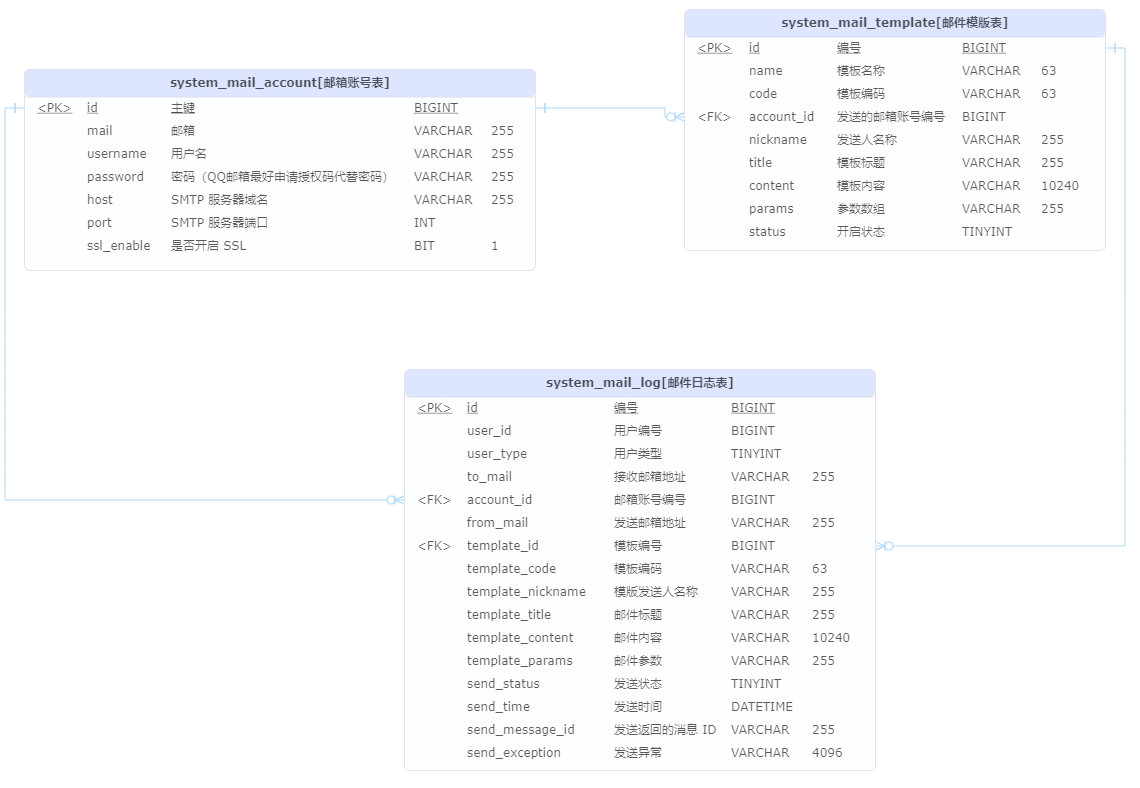 system_mail_template[邮件模版表]
<PK> id 编号 BIGINT
name 模板名称 VARCHAR 63
code 模板编码 VARCHAR 63
<FK> account_id 发送的邮箱账号编号 BIGINT
nickname 发送人名称 VARCHAR 255
title 模板标题 VARCHAR 255
content 模板内容 VARCHAR 10240
params 参数数组 VARCHAR 255
status 开启状态 TINYINT
system_mail_account[邮箱账号表]
<PK> id 主键 BIGINT
mail 邮箱 VARCHAR 255
username 用户名 VARCHAR 255
password 密码（QQ邮箱最好申请授权码代替密码） VARCHAR 255
host SMTP 服务器域名 VARCHAR 255
port SMTP 服务器端口 INT
ssl_enable 是否开启 SSL BIT 1
system_mail_log[邮件日志表]
<PK> id 编号 BIGINT
user_id 用户编号 BIGINT
user_type 用户类型 TINYINT
to_mail 接收邮箱地址 VARCHAR 255
<FK> account_id 邮箱账号编号 BIGINT
from_mail 发送邮箱地址 VARCHAR 255
<FK> template_id 模板编号 BIGINT
template_code 模板编码 VARCHAR 63
template_nickname 模版发送人名称 VARCHAR 255
template_title 邮件标题 VARCHAR 255
template_content 邮件内容 VARCHAR 10240
template_params 邮件参数 VARCHAR 255
send_status 发送状态 TINYINT
send_time 发送时间 DATETIME
send_message_id 发送返回的消息 ID VARCHAR 255
send_exception 发送异常 VARCHAR 4096